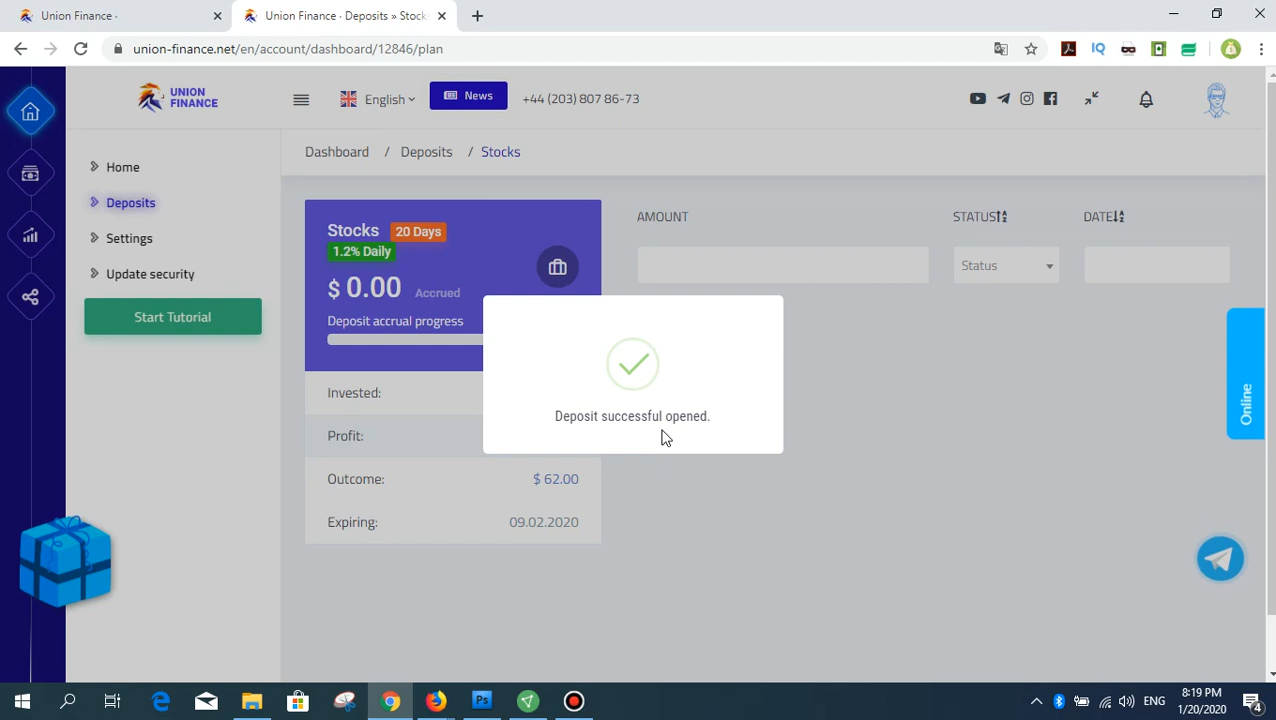 Union Finance ·
Union Finance · Deposits » Stock
union-finance.net/en/account/dashboard/12846/plan
UNION
FINANCE
English
News
+44 (203) 807 86-73
Home
Deposits
Settings
Update security
Start Tutorial
Dashboard / Deposits / Stocks
Stocks 20 Days
1.2% Daily
$ 0.00 Accrued
Deposit accrual progress
Invested:
Profit:
Outcome: $ 62.00
Expiring: 09.02.2020
AMOUNT STATUS DATE
Status
Deposit successful opened.
Online
IQ
Ps
ENG
8:19 PM
1/20/2020
4